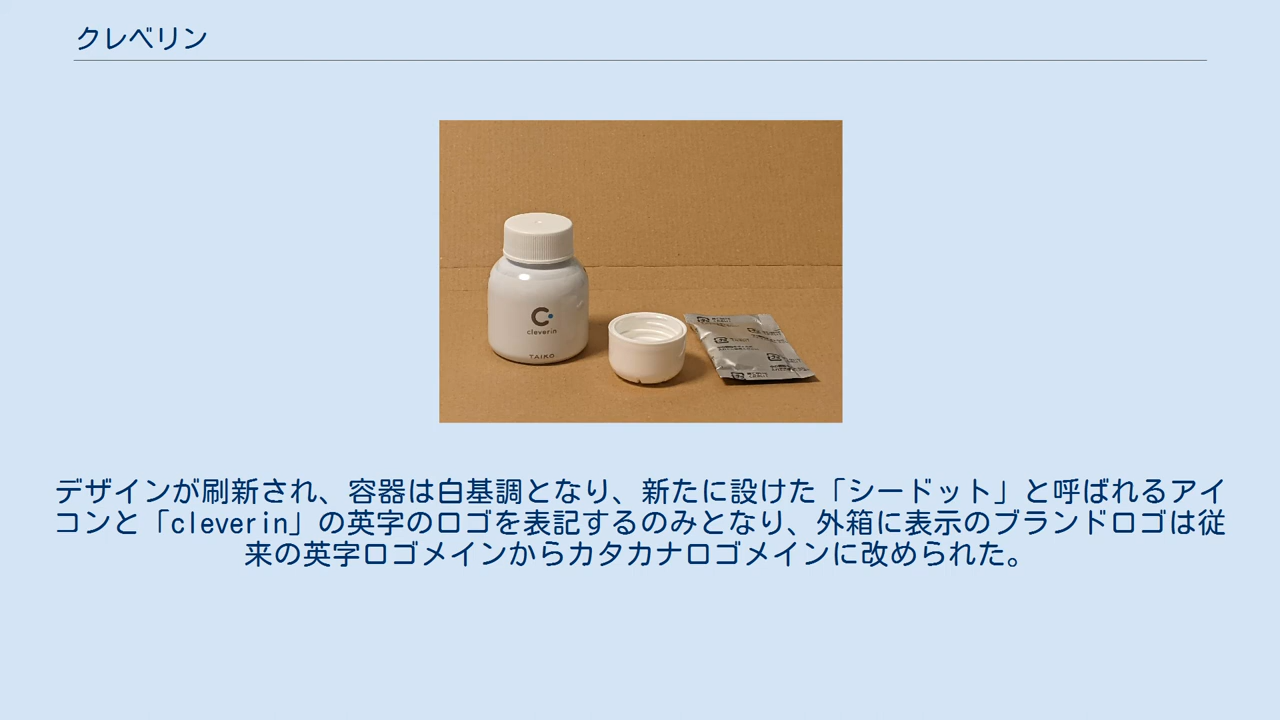 クレベリン
cleverin
TAIKO
デザインが刷新され、容器は白基調となり、新たに設けた「シードット」と呼ばれるアイ
コンと「cleverin」の英字のロゴを表記するのみとなり、外箱に表示のブランドロゴは従
来の英字ロゴメインからカタカナロゴメインに改められた。